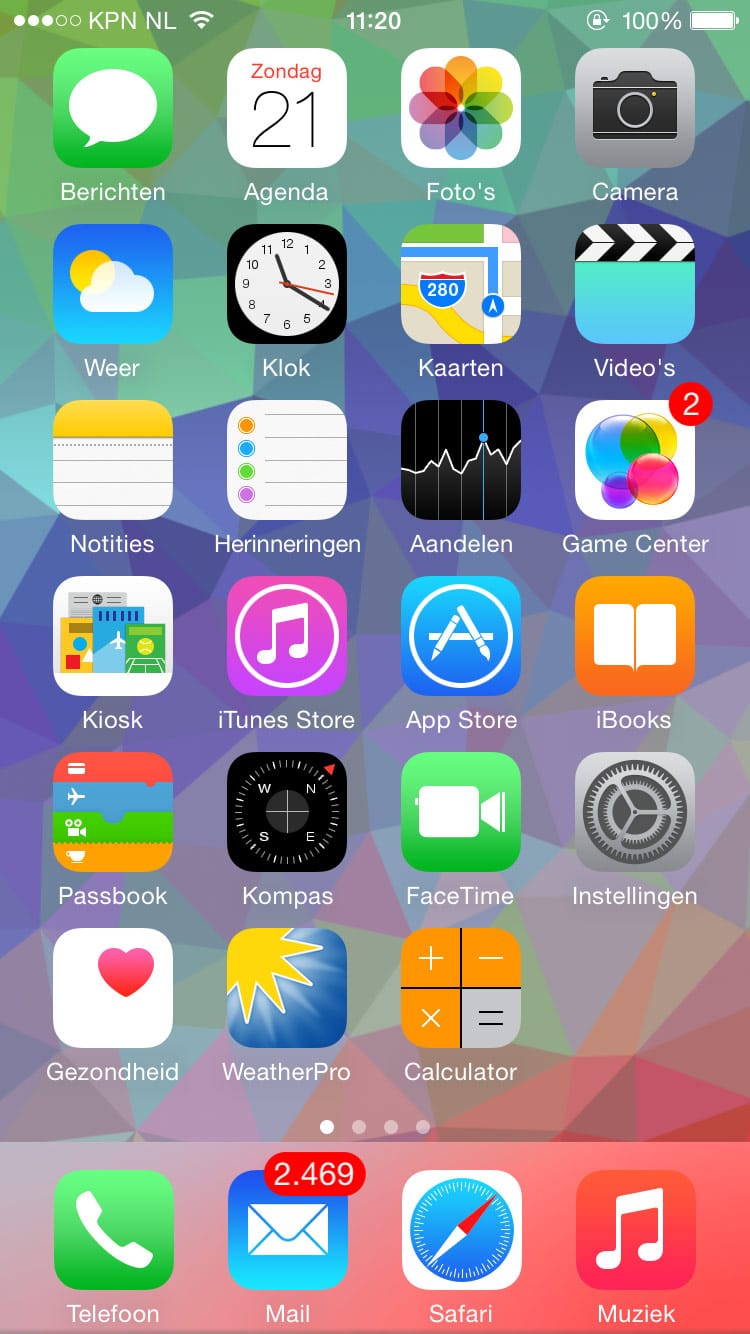 KPN NL 11:20 100%
Zondag
21
Berichten Agenda Foto's Camera
12
11 1
10 2
9 3
8 4
7 5
6
280
Weer Klok Kaarten Video's
2
Notities Herinneringen Aandelen Game Center
Kiosk iTunes Store App Store iBooks
W N
S E
Passbook Kompas FaceTime Instellingen
Gezondheid WeatherPro Calculator
2.469
Telefoon Mail Safari Muziek